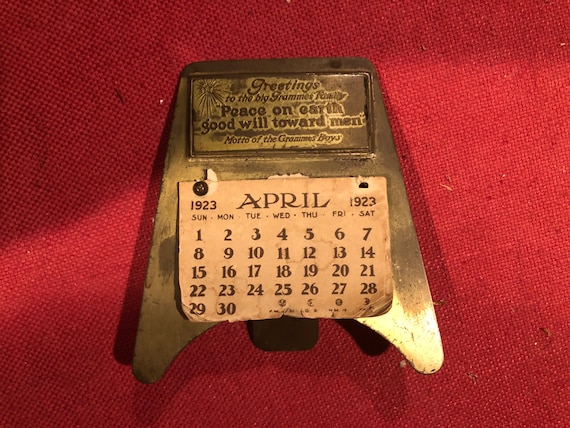 Greetings
to the big Grammes Family
"Peace on earth
good will toward men"
Motto of the Grammes Boys
1923 APRIL 1923
SUN · MON · TUE · WED · THU · FRI · SAT
1 2 3 4 5 6 7
8 9 10 11 12 13 14
15 16 17 18 19 20 21
22 23 24 25 26 27 28
29 30